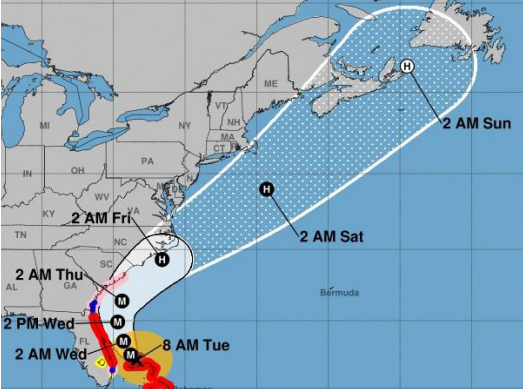 ME
VT
NH
MI
NY
MA
CT
2 AM Sun
H
PA
IN
OH
WV
VA
KY
2 AM Fri
H
2 AM Sat
TN
NC
H
SC
2 AM Thu
AL
GA
M
Bermuda
2 PM Wed
M
8 AM Tue
FL
M
2 AM Wed
M
Bahamas